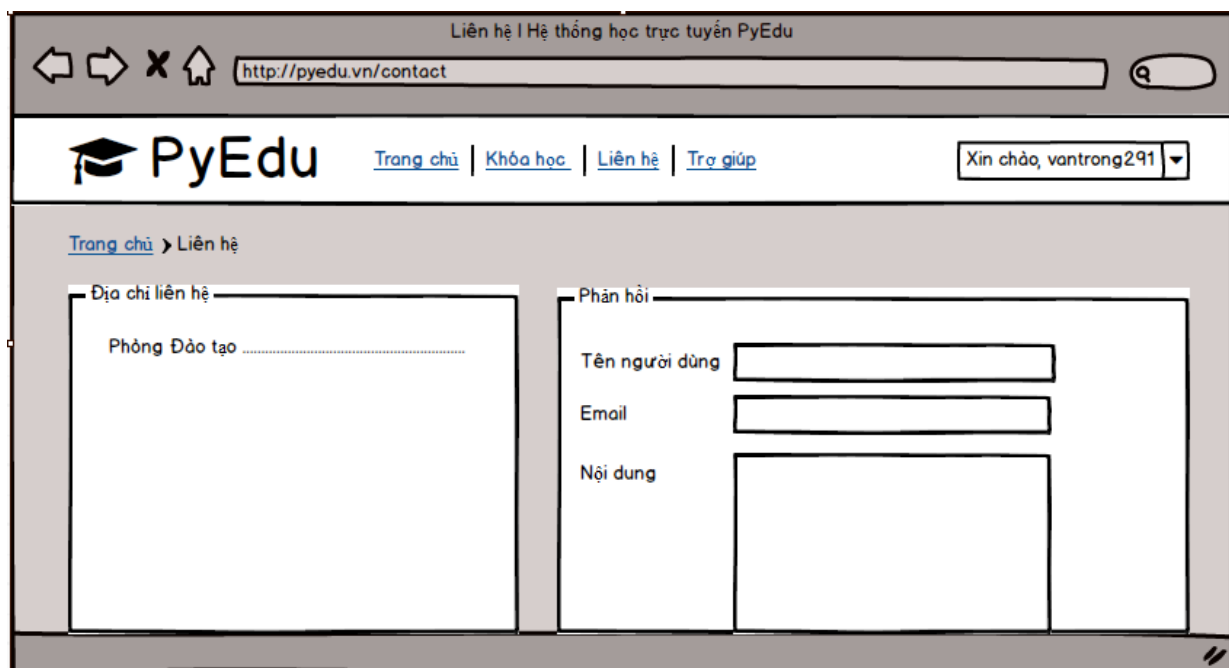 Liên hệ | Hệ thống học trực tuyến PyEdu
http://pyedu.vn/contact
PyEdu Trang chủ | Khóa học | Liên hệ | Trợ giúp Xin chào, vantrong291
Trang chủ > Liên hệ
Địa chỉ liên hệ
Phòng Đào tạo ..........................................................
Phản hồi
Tên người dùng
Email
Nội dung